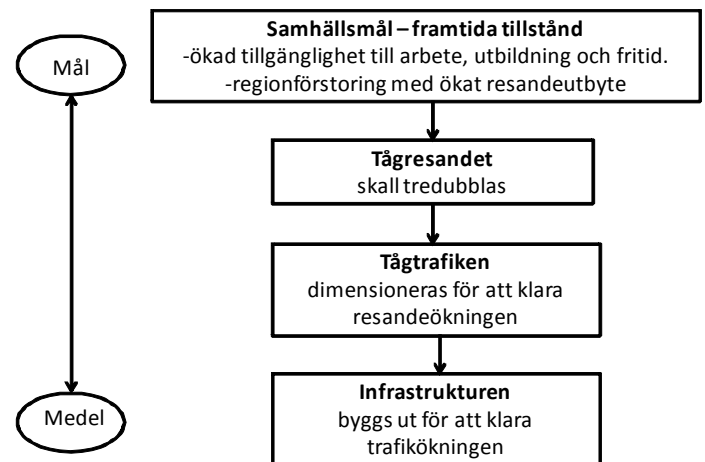 Samhällsmål – framtida tillstånd
-ökad tillgänglighet till arbete, utbildning och fritid.
-regionförstoring med ökat resandeutbyte
Mål
Tågresandet
skall tredubblas
Tågtrafiken
dimensioneras för att klara
resandeökningen
Infrastrukturen
byggs ut för att klara
trafikökningen
Medel